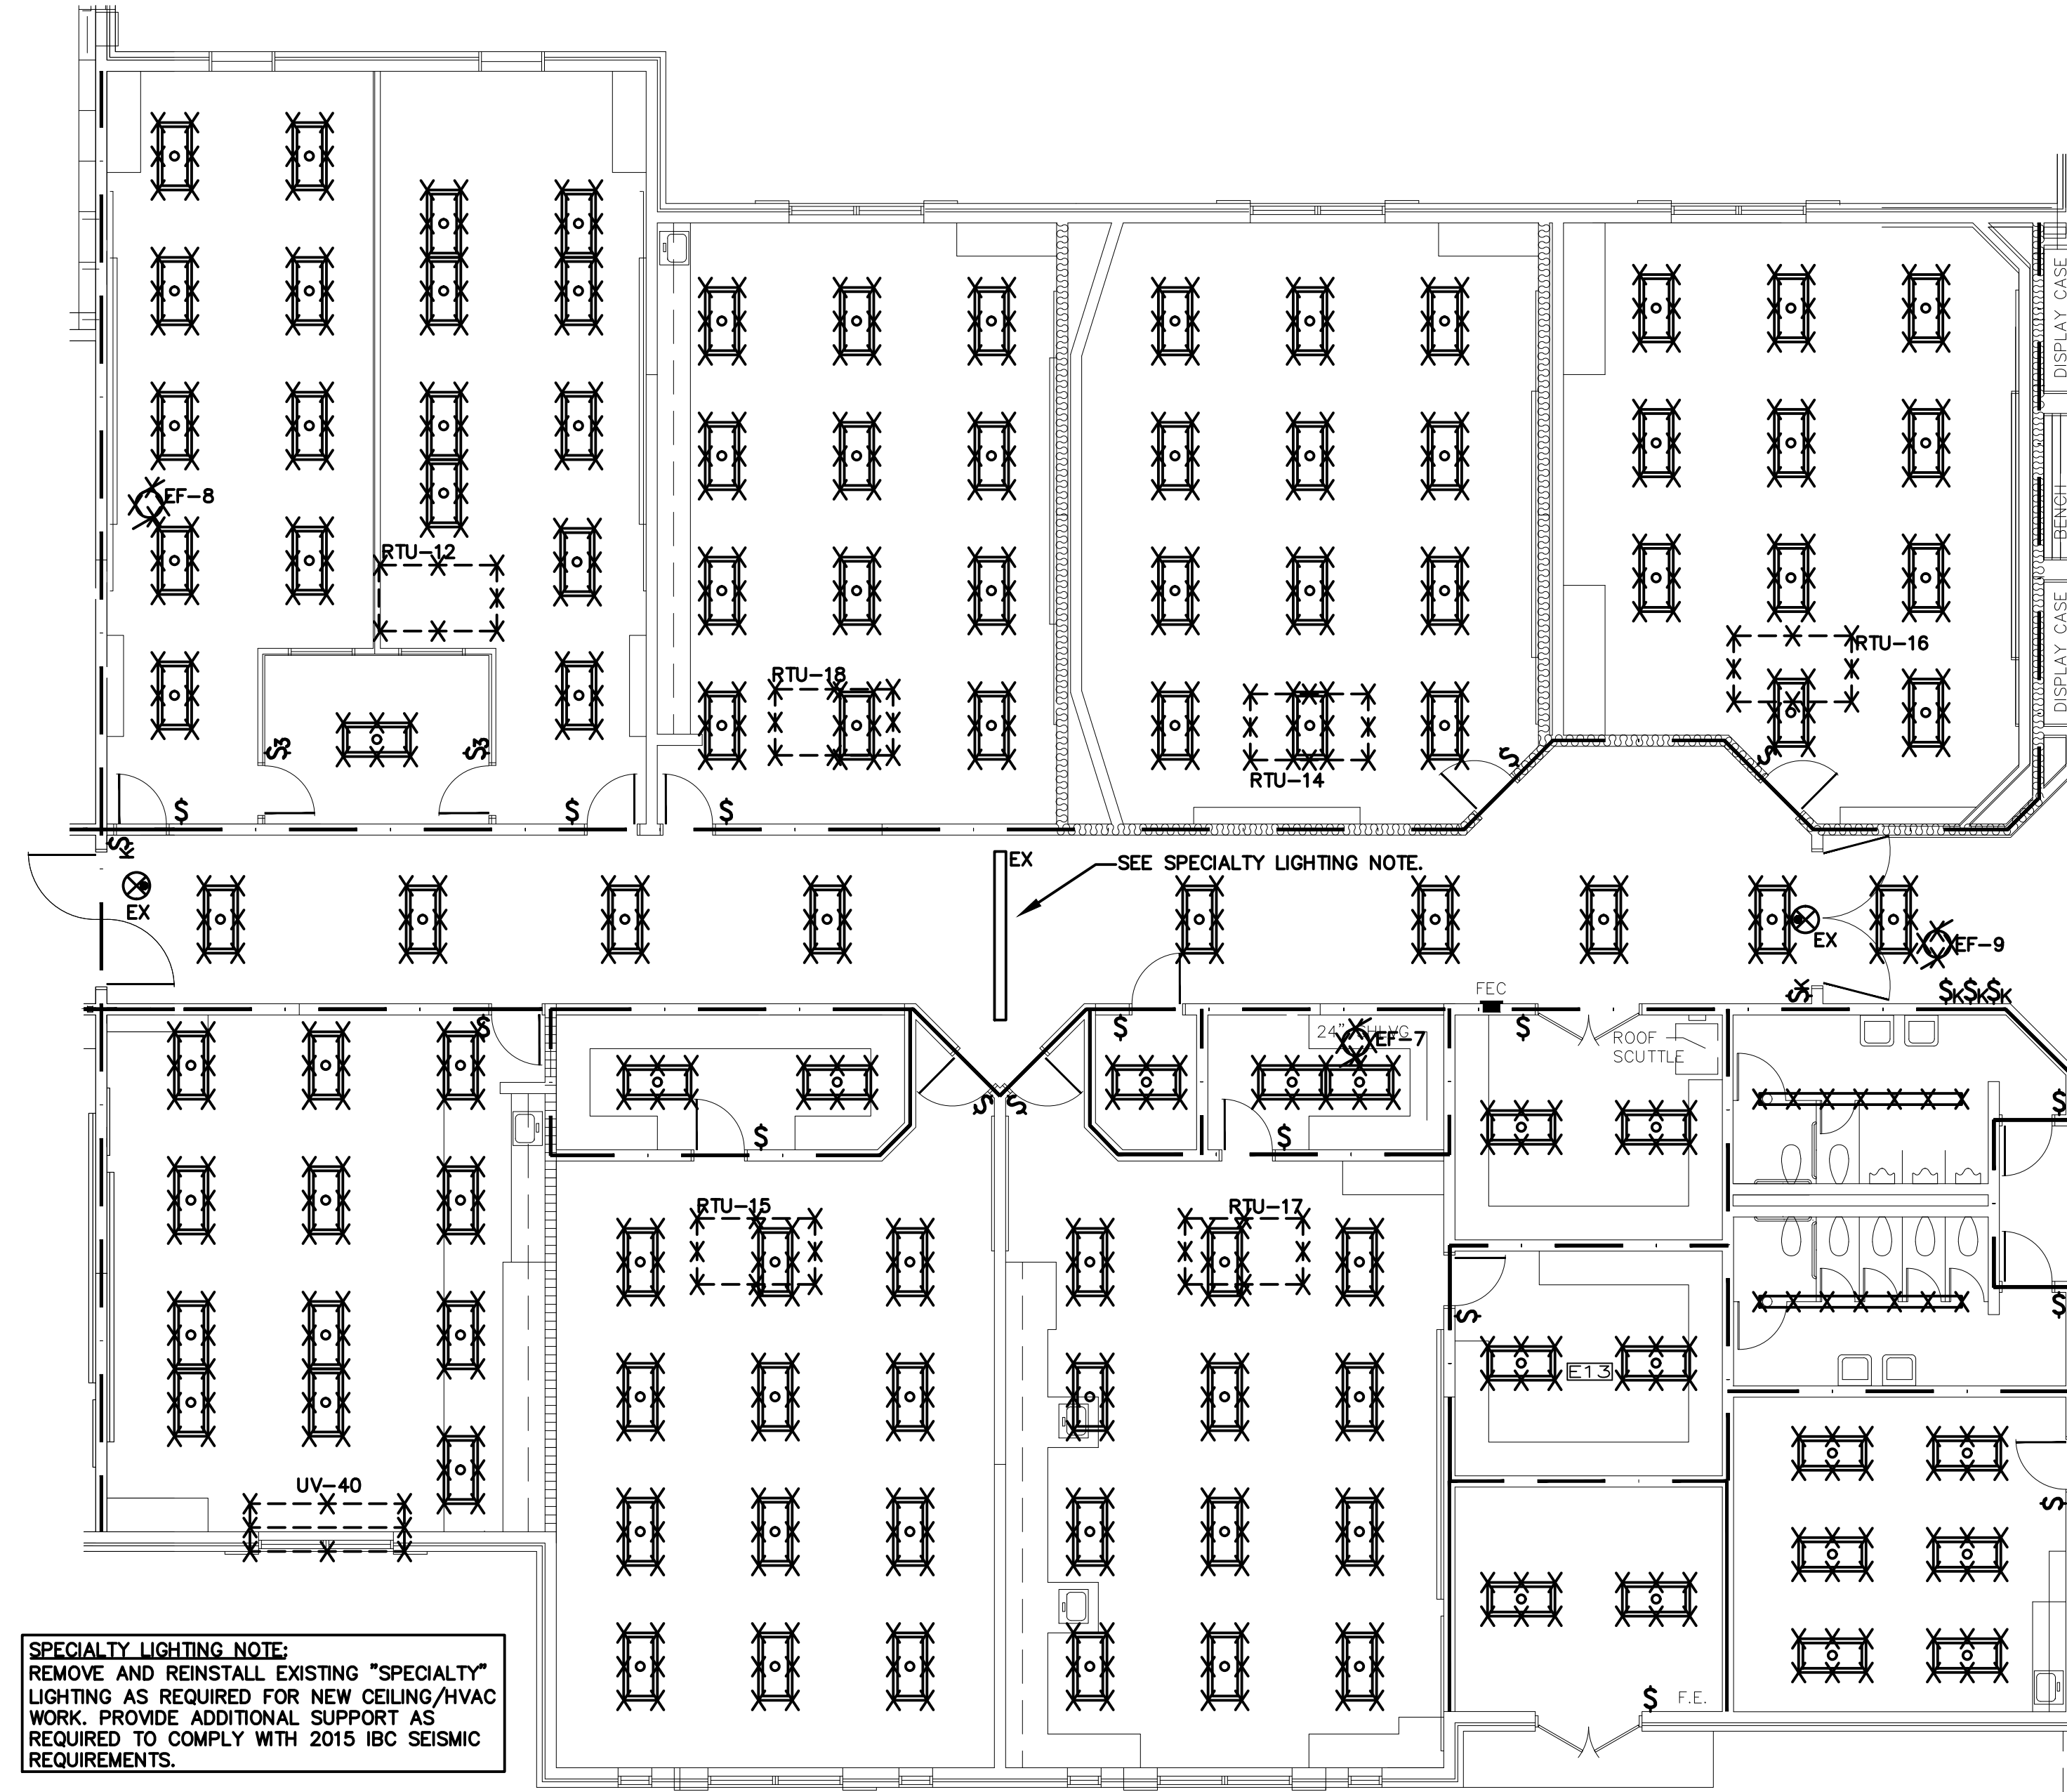 DISPLAY CASE
EF-8
BENCH
RTU-12
DISPLAY CASE
RTU-16
RTU-18
$3
$3
RTU-14
$
$
$
$
$
$K
EX
SEE SPECIALTY LIGHTING NOTE.
EX
EX
EF-9
FEC
$K
$K$K$K
$
$
$
24" SHLVG
EF-7
ROOF
SCUTTLE
$
$
$
$
$
RTU-15
RTU-17
$
$
E13
UV-40
$
SPECIALTY LIGHTING NOTE:
REMOVE AND REINSTALL EXISTING "SPECIALTY"
LIGHTING AS REQUIRED FOR NEW CEILING/HVAC
WORK. PROVIDE ADDITIONAL SUPPORT AS
REQUIRED TO COMPLY WITH 2015 IBC SEISMIC
REQUIREMENTS.
$ F.E.